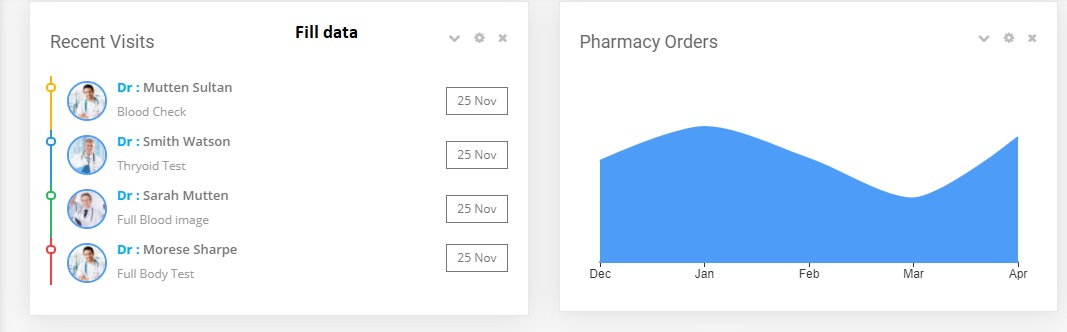 Fill data
Recent Visits
Dr : Mutten Sultan
Blood Check
25 Nov
Dr : Smith Watson
Thryoid Test
25 Nov
Dr : Sarah Mutten
Full Blood image
25 Nov
Dr : Morese Sharpe
Full Body Test
25 Nov
Pharmacy Orders
Dec Jan Feb Mar Apr